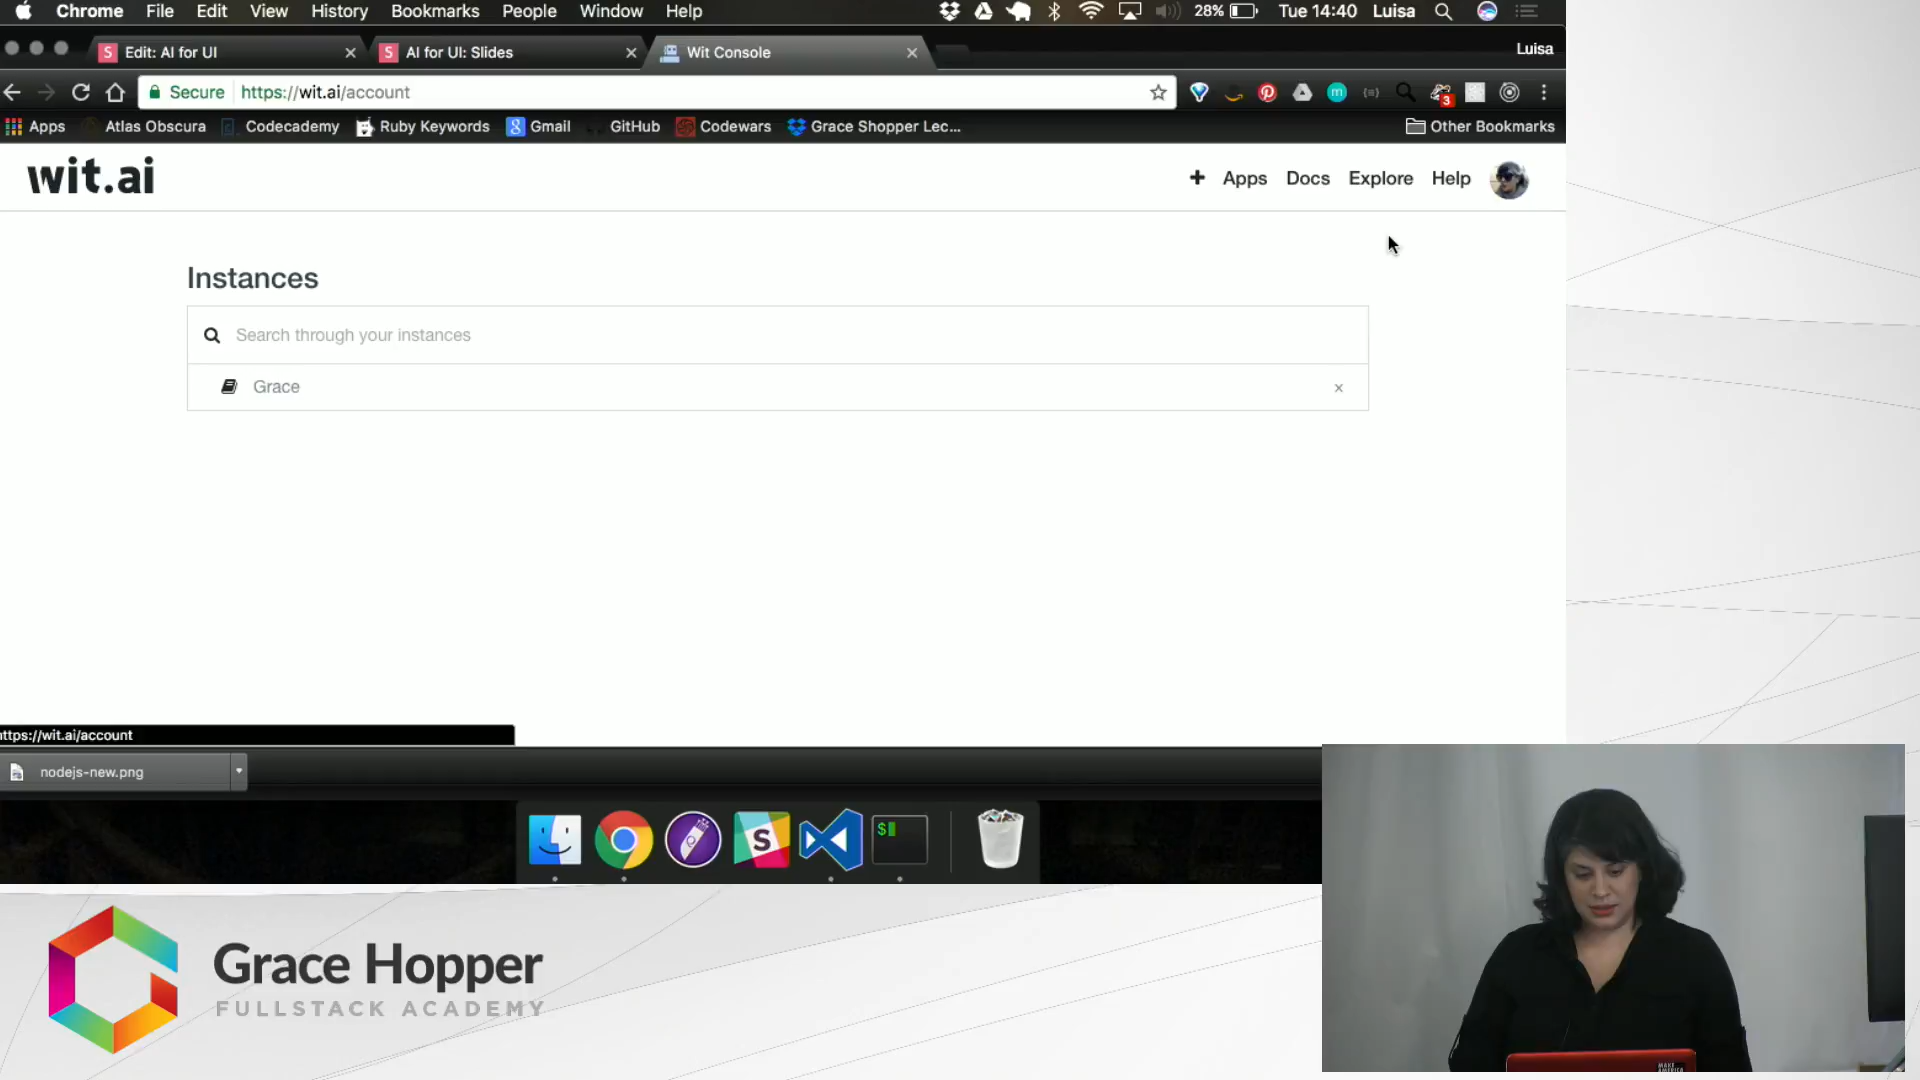 Chrome File Edit View History Bookmarks People Window Help 28% Tue 14:40 Luisa
Edit: AI for UI
AI for UI: Slides
Wit Console
Luisa
Secure https://wit.ai/account
3
Apps Atlas Obscura Codecademy Ruby Keywords Gmail GitHub Codewars Grace Shopper Lec... Other Bookmarks
wit.ai
+ Apps Docs Explore Help
Instances
Search through your instances
Grace
https://wit.ai/account
nodejs-new.png
Grace Hopper
FULLSTACK ACADEMY